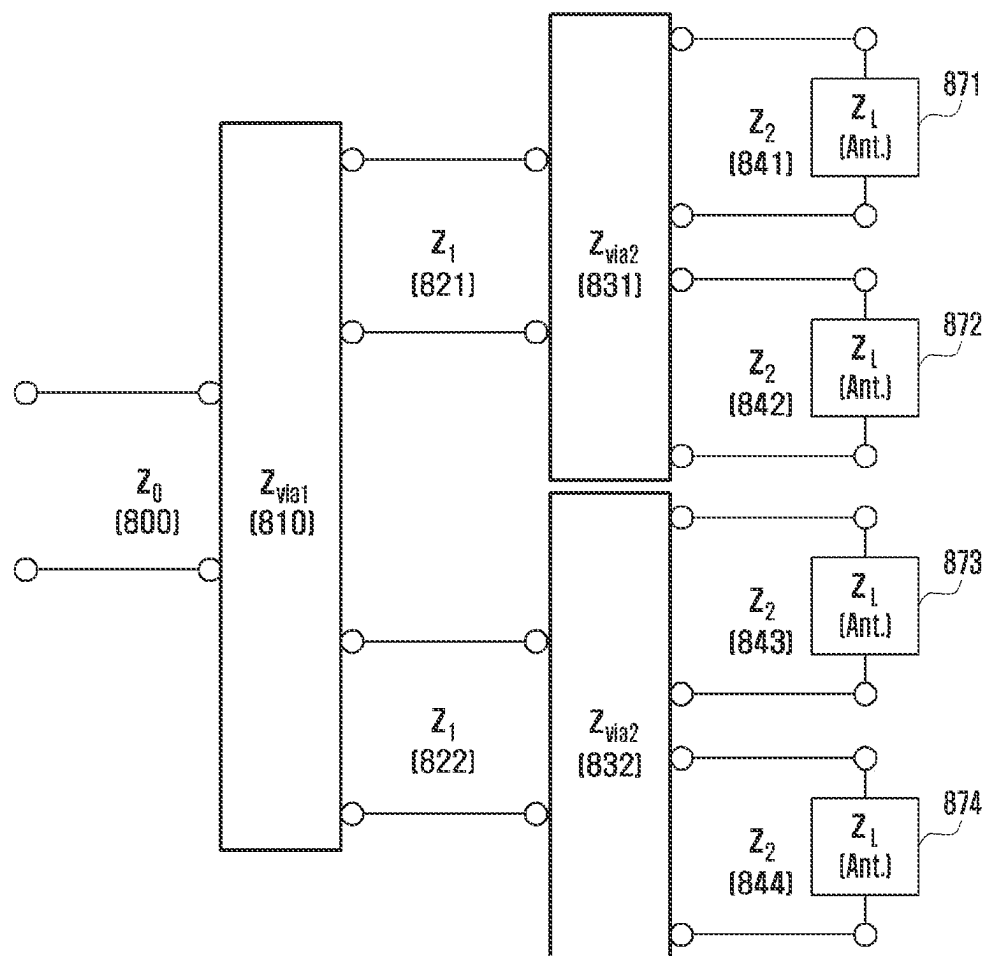 Z0
(800)
Zvia1
(810)
Z1
(821)
Z1
(822)
Zvia2
(831)
Zvia2
(832)
Z2
(841)
ZL
(Ant.)
871
Z2
(842)
ZL
(Ant.)
872
Z2
(843)
ZL
(Ant.)
873
Z2
(844)
ZL
(Ant.)
874